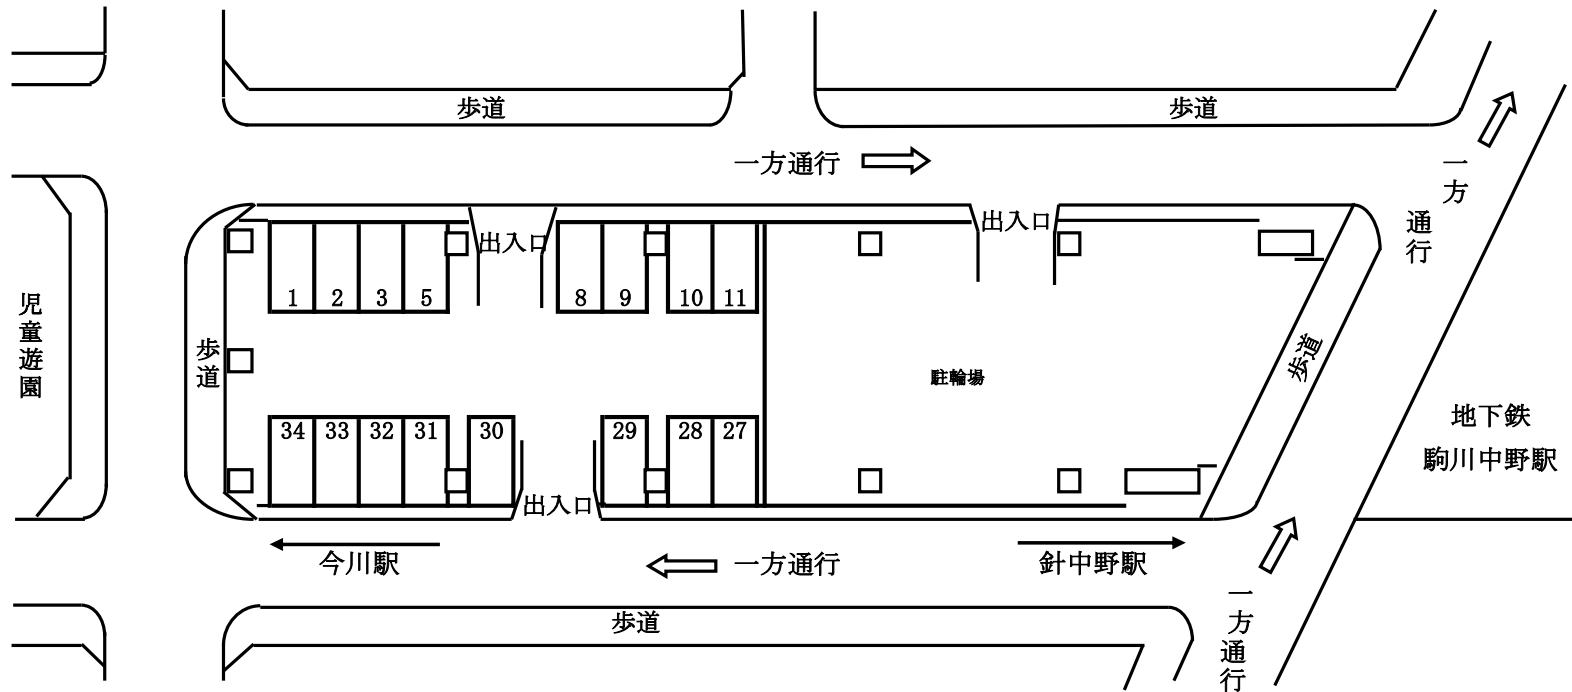 歩道
歩道
一方通行
一方
通行
出入口
出入口
1 2 3 5 8 9 10 11
児童遊園
歩道
歩道
駐輪場
34 33 32 31 30 29 28 27
地下鉄
駒川中野駅
出入口
今川駅
一方通行
針中野駅
一方通行
歩道